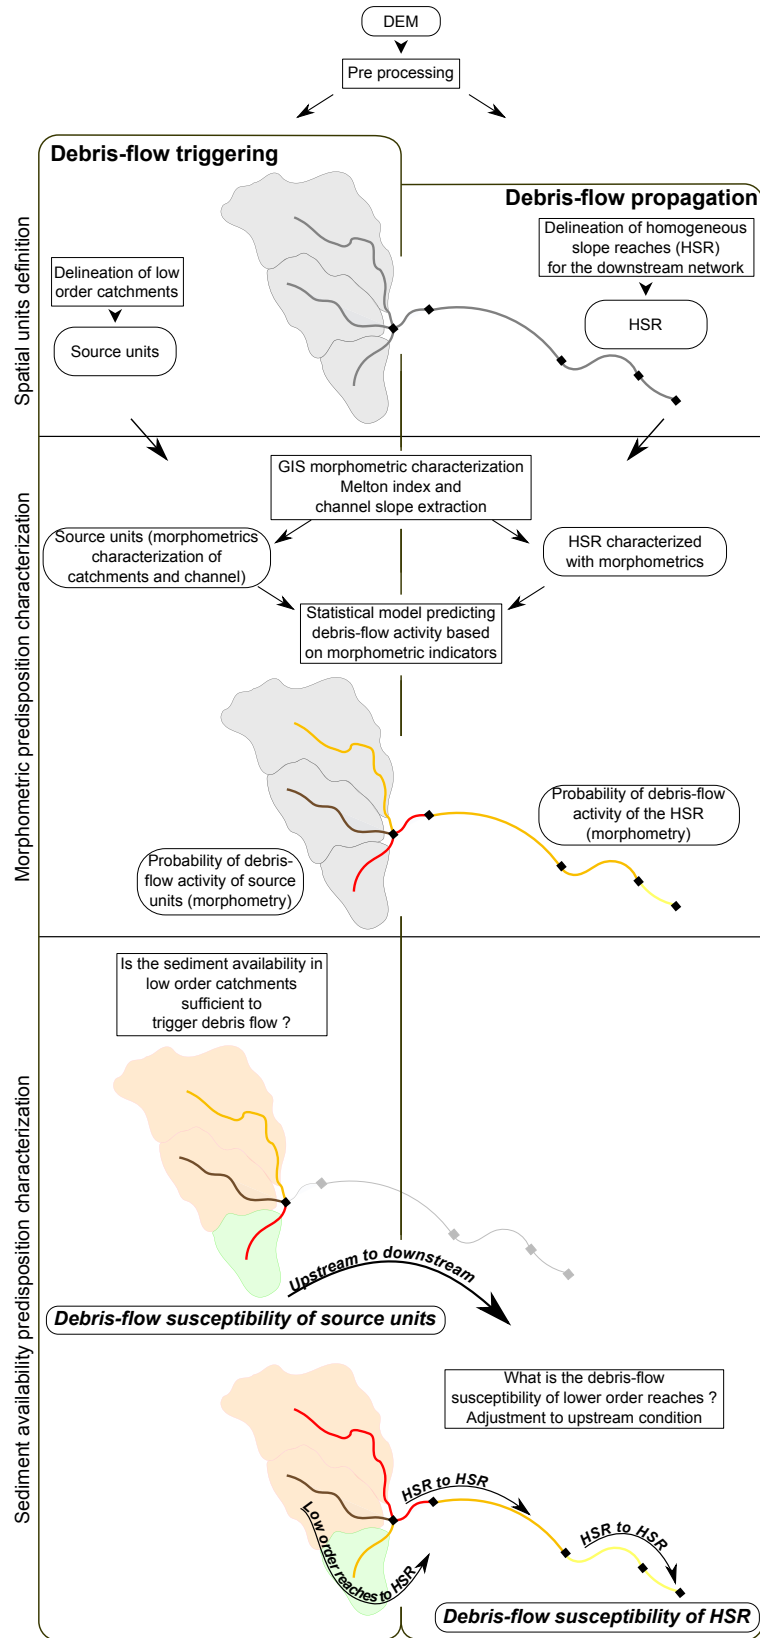 DEM
Pre processing
Debris-flow triggering
Debris-flow propagation
Spatial units definition
Delineation of low
order catchments
Source units
Delineation of homogeneous
slope reaches (HSR)
for the downstream network
HSR
Morphometric predisposition characterization
GIS morphometric characterization
Melton index and
channel slope extraction
Source units (morphometrics
characterization of
catchments and channel)
HSR characterized
with morphometrics
Statistical model predicting
debris-flow activity based
on morphometric indicators
Probability of debris-flow
activity of the HSR
(morphometry)
Probability of debris-
flow activity of source
units (morphometry)
Sediment availability predisposition characterization
Is the sediment availability in
low order catchments
sufficient to
trigger debris flow ?
Upstream to downstream
Debris-flow susceptibility of source units
What is the debris-flow
susceptibility of lower order reaches ?
Adjustment to upstream condition
HSR to HSR
HSR to HSR
Low order reaches to HSR
Debris-flow susceptibility of HSR